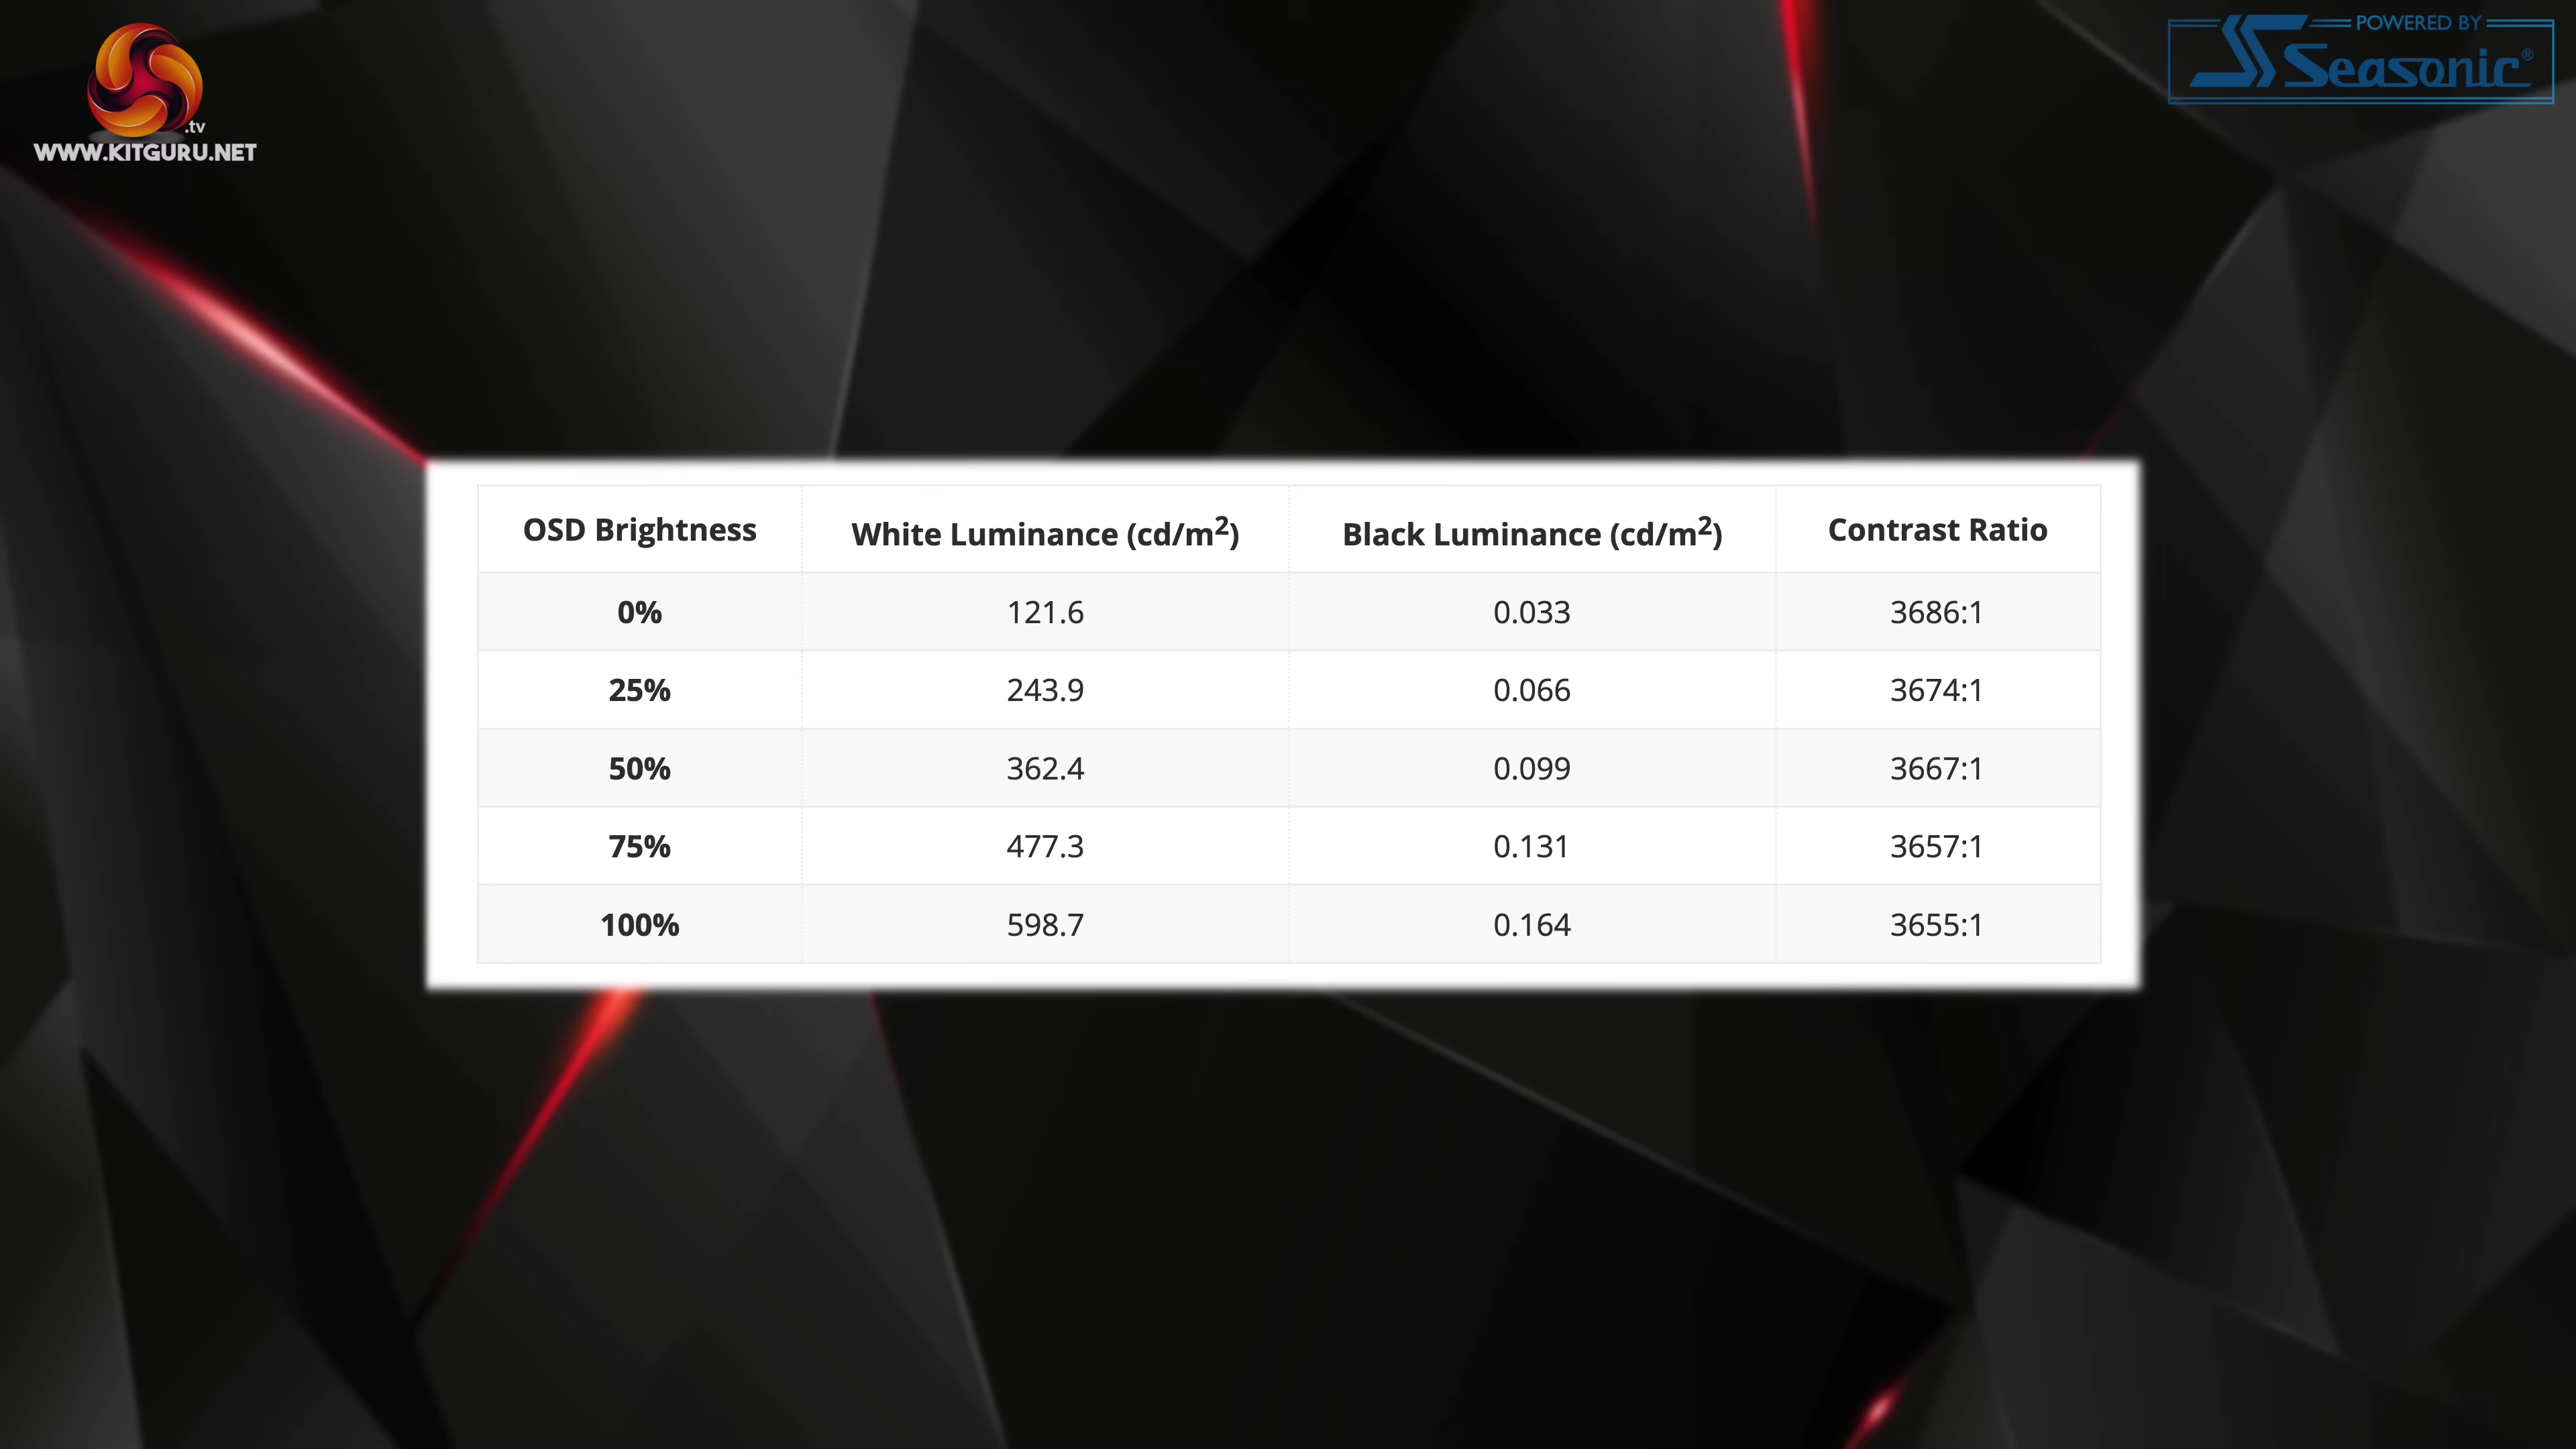 .tv
WWW.KITGURU.NET
POWERED BY
Seasonic®
OSD Brightness White Luminance (cd/m²) Black Luminance (cd/m²) Contrast Ratio
0% 121.6 0.033 3686:1
25% 243.9 0.066 3674:1
50% 362.4 0.099 3667:1
75% 477.3 0.131 3657:1
100% 598.7 0.164 3655:1